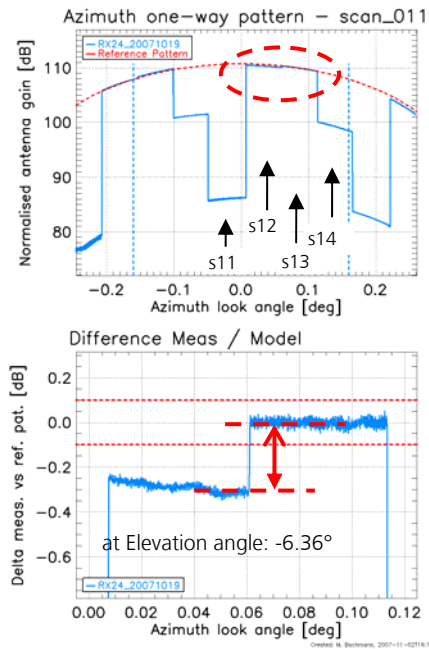 Azimuth one-way pattern - scan_011
RX24_20071019
Reference Pattern
Normalised antenna gain [dB]
110
100
90
80
s11
s12
s13
s14
-0.2
-0.1
0.0
0.1
0.2
Azimuth look angle [deg]
Difference Meas / Model
Delta meas. vs ref. pat. [dB]
0.2
0.0
-0.2
-0.4
-0.6
at Elevation angle: -6.36°
RX24_20071019
0.00
0.02
0.04
0.06
0.08
0.10
0.12
Azimuth look angle [deg]